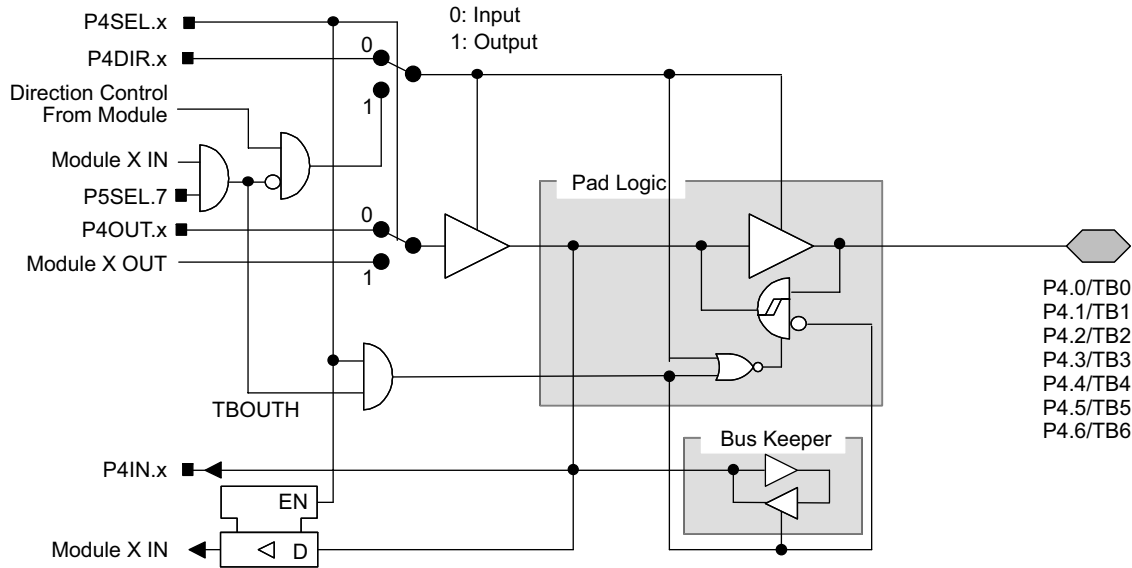 P4SEL.x
0: Input
1: Output
P4DIR.x
0
1
Direction Control
From Module
Module X IN
P5SEL.7
Pad Logic
P4OUT.x
0
Module X OUT
1
P4.0/TB0
P4.1/TB1
P4.2/TB2
P4.3/TB3
P4.4/TB4
P4.5/TB5
P4.6/TB6
TBOUTH
Bus Keeper
P4IN.x
EN
Module X IN
D